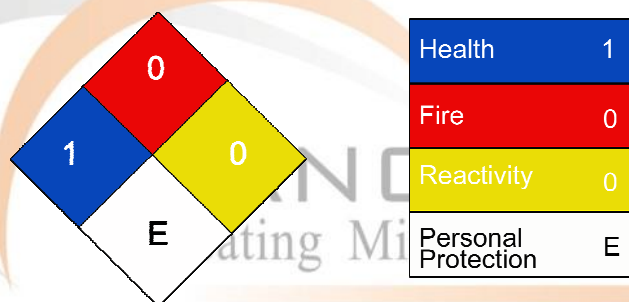 0
1
0
E
Health 1
Fire 0
Reactivity 0
Personal
Protection E